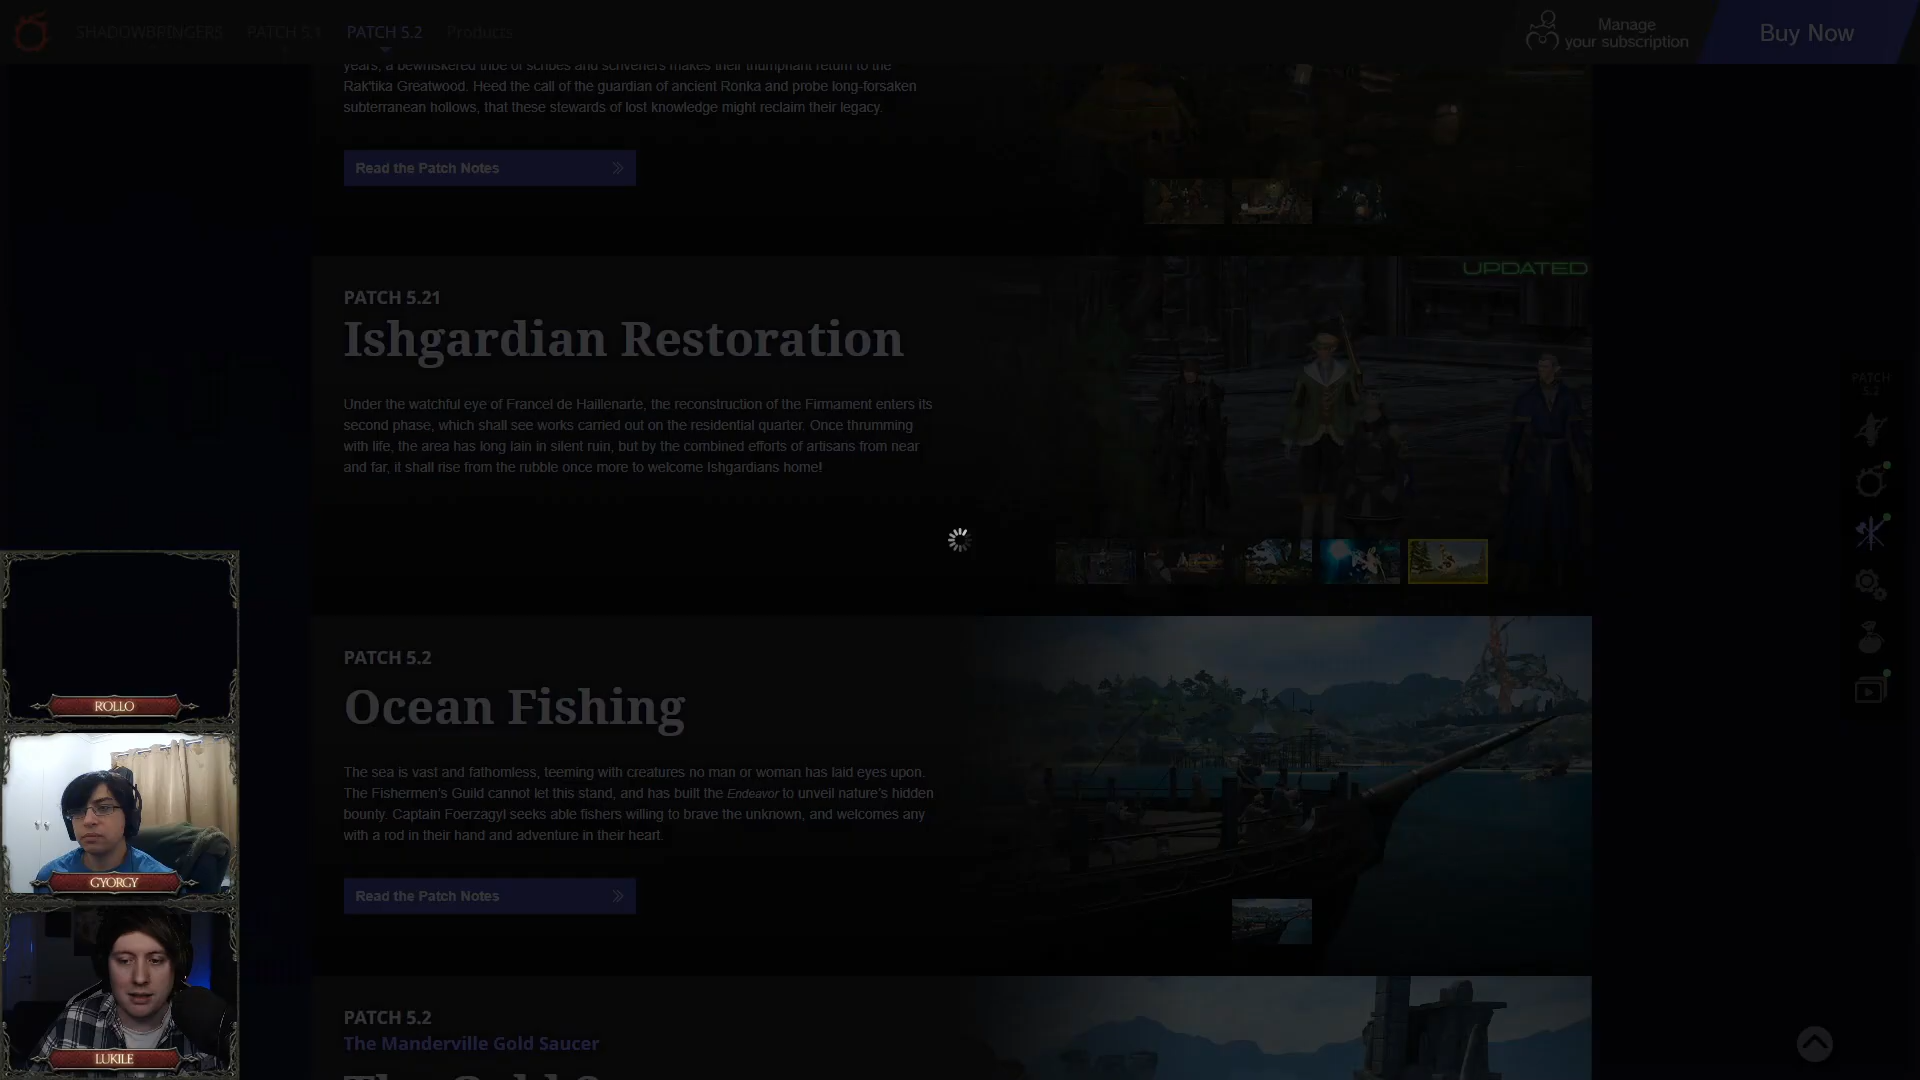 SHADOWBRINGERS
PATCH 5.1
PATCH 5.2
Products
Manage
your subscription
Buy Now
years, a bewhiskered tribe of scribes and scriveners makes their triumphant return to the
Rak'tika Greatwood. Heed the call of the guardian of ancient Ronka and probe long-forsaken
subterranean hollows, that these stewards of lost knowledge might reclaim their legacy.
Read the Patch Notes
UPDATED
PATCH 5.21
Ishgardian Restoration
Under the watchful eye of Francel de Haillenarte, the reconstruction of the Firmament enters its
second phase, which shall see works carried out on the residential quarter. Once thrumming
with life, the area has long lain in silent ruin, but by the combined efforts of artisans from near
and far, it shall rise from the rubble once more to welcome Ishgardians home!
PATCH
5.2
PATCH 5.2
Ocean Fishing
The sea is vast and fathomless, teeming with creatures no man or woman has laid eyes upon.
The Fishermen's Guild cannot let this stand, and has built the Endeavor to unveil nature's hidden
bounty. Captain Foerzagyl seeks able fishers willing to brave the unknown, and welcomes any
with a rod in their hand and adventure in their heart.
Read the Patch Notes
PATCH 5.2
The Manderville Gold Saucer
ROLLO
GYORGY
LUKILE